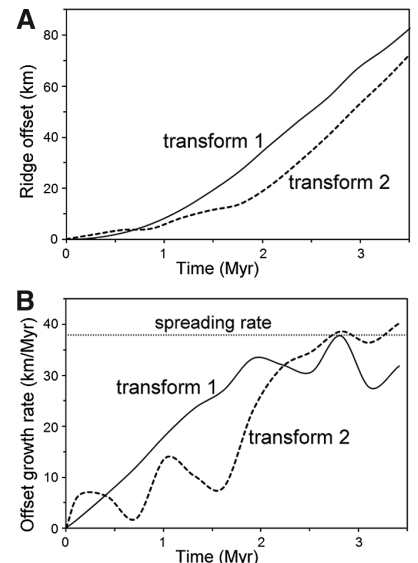 A
Ridge offset (km)
80
60
40
20
0
transform 1
transform 2
0
1
2
3
Time (Myr)
B
Offset growth rate (km/Myr)
40
30
20
10
0
spreading rate
transform 1
transform 2
0
1
2
3
Time (Myr)